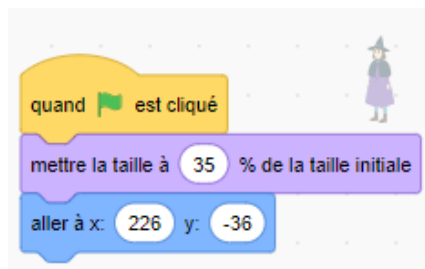 quand est cliqué
mettre la taille à 35 % de la taille initiale
aller à x: 226 y: -36